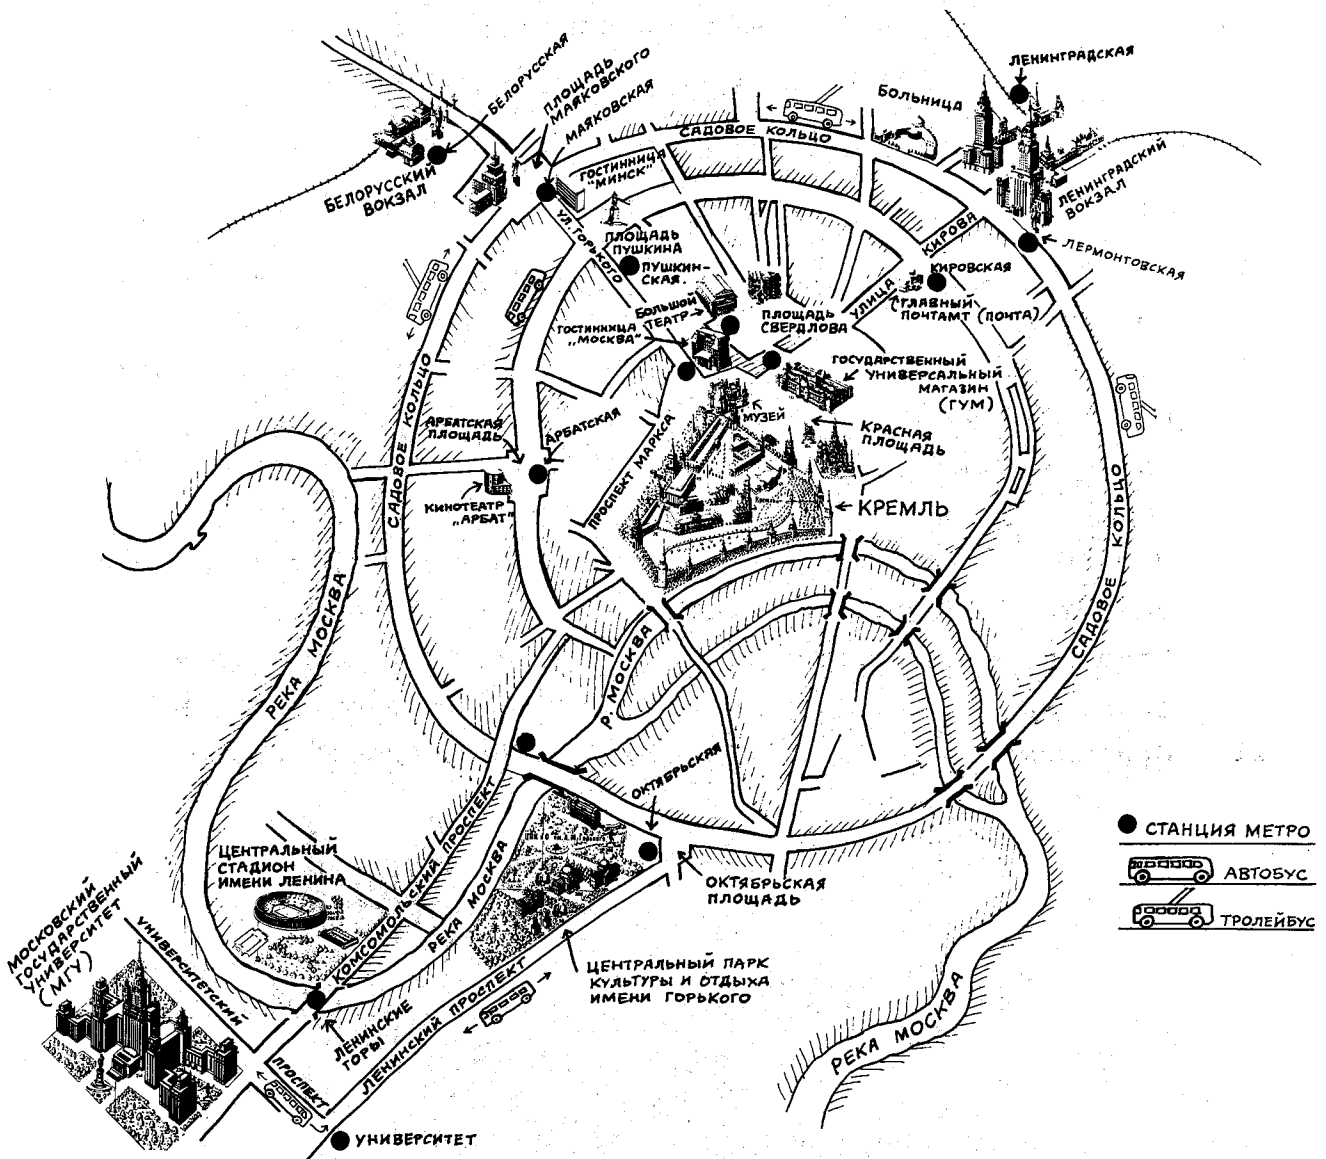 БЕЛОРУССКАЯ
ПЛОЩАДЬ
МАЯКОВСКОГО
МАЯКОВСКАЯ
БЕЛОРУССКИЙ
ВОКЗАЛ
ГОСТИННИЦА
"МИНСК"
САДОВОЕ КОЛЬЦО
БОЛЬНИЦА
ЛЕНИНГРАДСКАЯ
ЛЕНИНГРАДСКИЙ
ВОКЗАЛ
ЛЕРМОНТОВСКАЯ
УЛ. ГОРЬКОГО
ПЛОЩАДЬ
ПУШКИНА
ПУШКИН-
СКАЯ.
УЛИЦА КИРОВА
КИРОВСКАЯ
ГЛАВНЫЙ
ПОЧТАМТ (ПОЧТА)
БОЛЬШОЙ
ТЕАТР
ПЛОЩАДЬ
СВЕРДЛОВА
ГОСТИННИЦА
„МОСКВА"
ГОСУДАРСТВЕННЫЙ
УНИВЕРСАЛЬНЫЙ
МАГАЗИН
(ГУМ)
МУЗЕЙ
КРАСНАЯ
ПЛОЩАДЬ
КРЕМЛЬ
САДОВОЕ КОЛЬЦО
АРБАТСКАЯ
ПЛОЩАДЬ
АРБАТСКАЯ
КИНОТЕАТР
„АРБАТ"
ПРОСПЕКТ МАРКСА
САДОВОЕ КОЛЬЦО
РЕКА МОСКВА
Р. МОСКВА
ОКТЯБРЬСКАЯ
ОКТЯБРЬСКАЯ
ПЛОЩАДЬ
ЦЕНТРАЛЬНЫЙ
СТАДИОН
ИМЕНИ ЛЕНИНА
КОМСОМОЛЬСКИЙ ПРОСПЕКТ
РЕКА МОСКВА
МОСКОВСКИЙ
ГОСУДАРСТВЕННЫЙ
УНИВЕРСИТЕТ
(МГУ)
УНИВЕРСИТЕТСКИЙ
ПРОСПЕКТ
ЛЕНИНСКИЕ
ГОРЫ
ЛЕНИНСКИЙ ПРОСПЕКТ
ЦЕНТРАЛЬНЫЙ ПАРК
КУЛЬТУРЫ И ОТДЫХА
ИМЕНИ ГОРЬКОГО
УНИВЕРСИТЕТ
РЕКА МОСКВА
СТАНЦИЯ МЕТРО
АВТОБУС
ТРОЛЕЙБУС